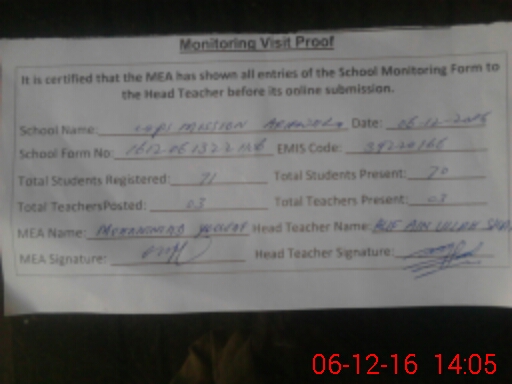 Monitoring Visit Proof
It is certified that the MEA has shown all entries of the School Monitoring Form to
the Head Teacher before its online submission.
School Name: MISSION Date: 06-12-2016
School Form No: EMIS Code:
Total Students Registered: 71 Total Students Present: 70
Total TeachersPosted: 03 Total Teachers Present: 03
MEA Name: MUHAMMAD YOUSAF Head Teacher Name:
MEA Signature: Head Teacher Signature:
06-12-16 14:05